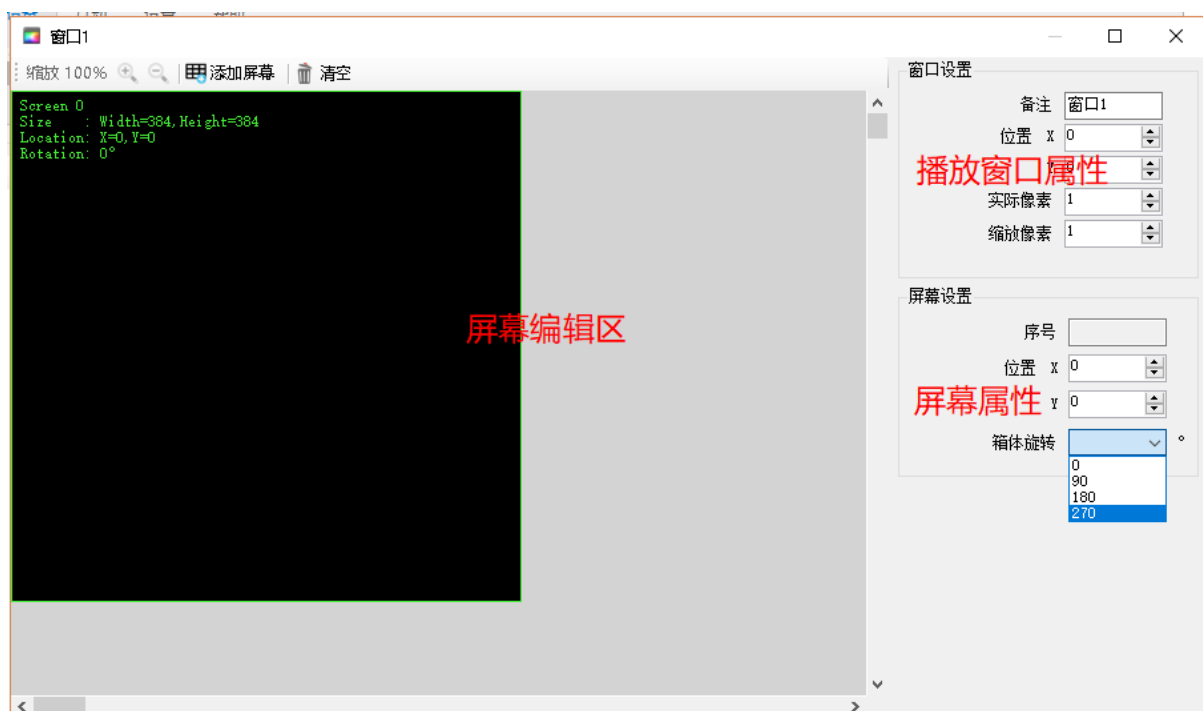 窗口1
缩放 100% 添加屏幕 清空
Screen 0
Size : Width=384,Height=384
Location: X=0,Y=0
Rotation: 0°
屏幕编辑区
窗口设置
备注 窗口1
位置 X 0
播放窗口属性
实际像素 1
缩放像素 1
屏幕设置
序号
位置 X 0
屏幕属性 Y 0
箱体旋转 °
0
90
180
270